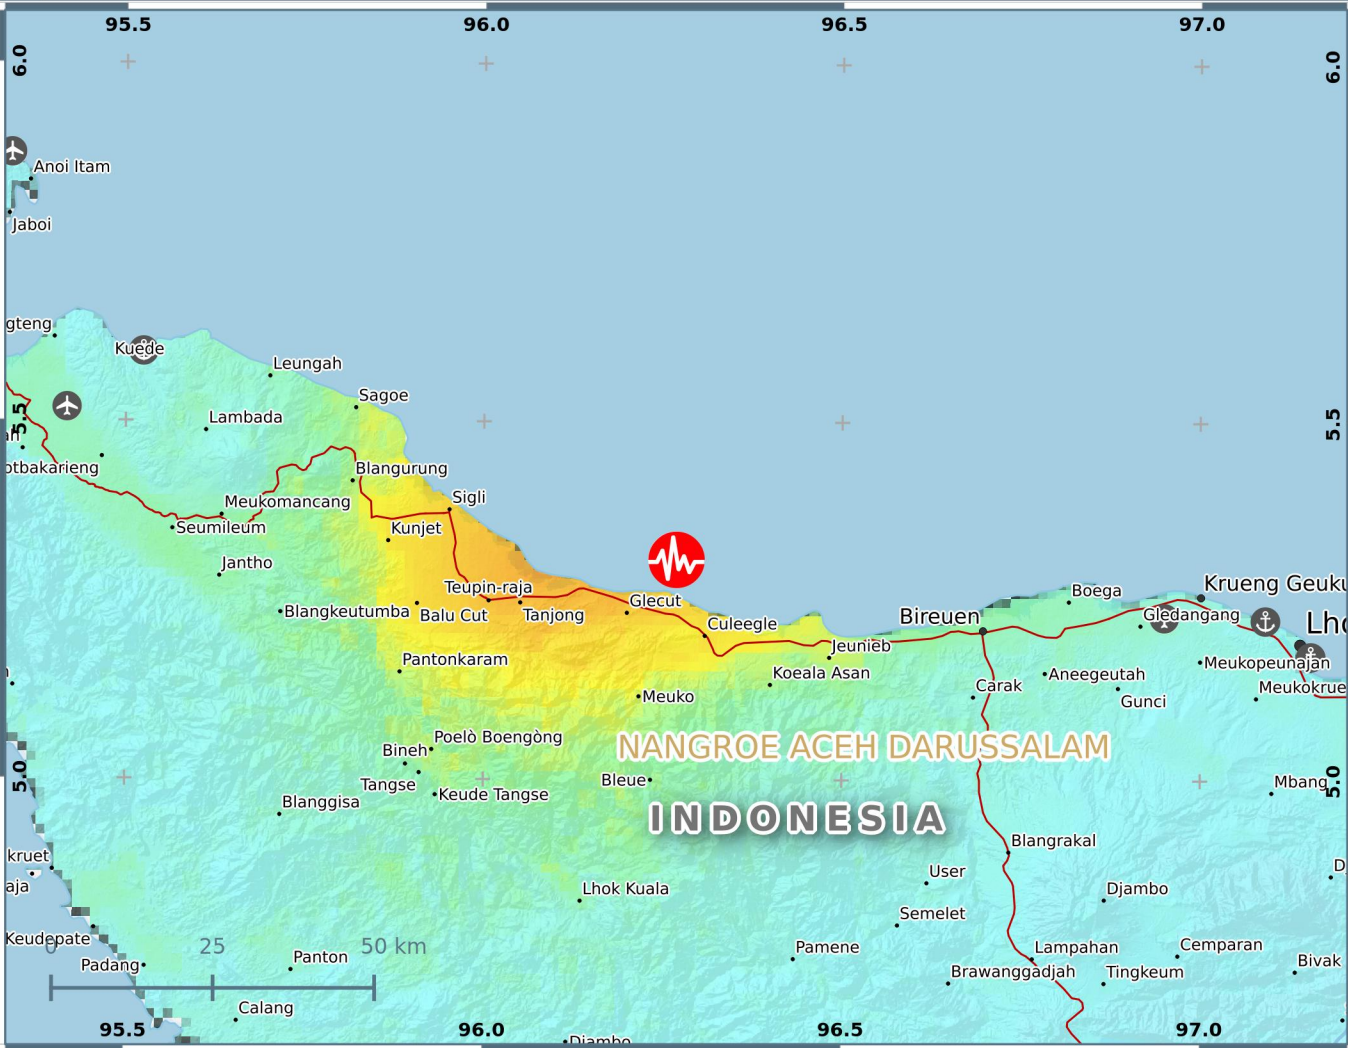 95.5
96.0
96.5
97.0
6.0
6.0
Anoi Itam
Jaboi
gteng
Kuede
Leungah
Sagoe
Lambada
5.5
5.5
otbakarieng
Blangurung
Meukomancang
Sigli
Seumileum
Kunjet
Jantho
Teupin-raja
Blangkeutumba
Balu Cut
Tanjong
Glecut
Culeegle
Bireuen
Boega
Krueng Geuku
Gledangang
Lho
Jeunieb
Pantonkaram
Koeala Asan
Aneegeutah
Meukopeunajan
Meuko
Carak
Gunci
Meukokrue
Poelò Boengòng
NANGROE ACEH DARUSSALAM
Bineh
5.0
5.0
Tangse
Keude Tangse
Bleue
Mbang
Blanggisa
INDONESIA
Blangrakal
kruet
User
aja
Lhok Kuala
Djambo
Semelet
Keudepate
0
25
50 km
Padang
Panton
Pamene
Lampahan
Cemparan
Brawanggadjah
Tingkeum
Bivak
Calang
95.5
96.0
96.5
97.0
Djambo